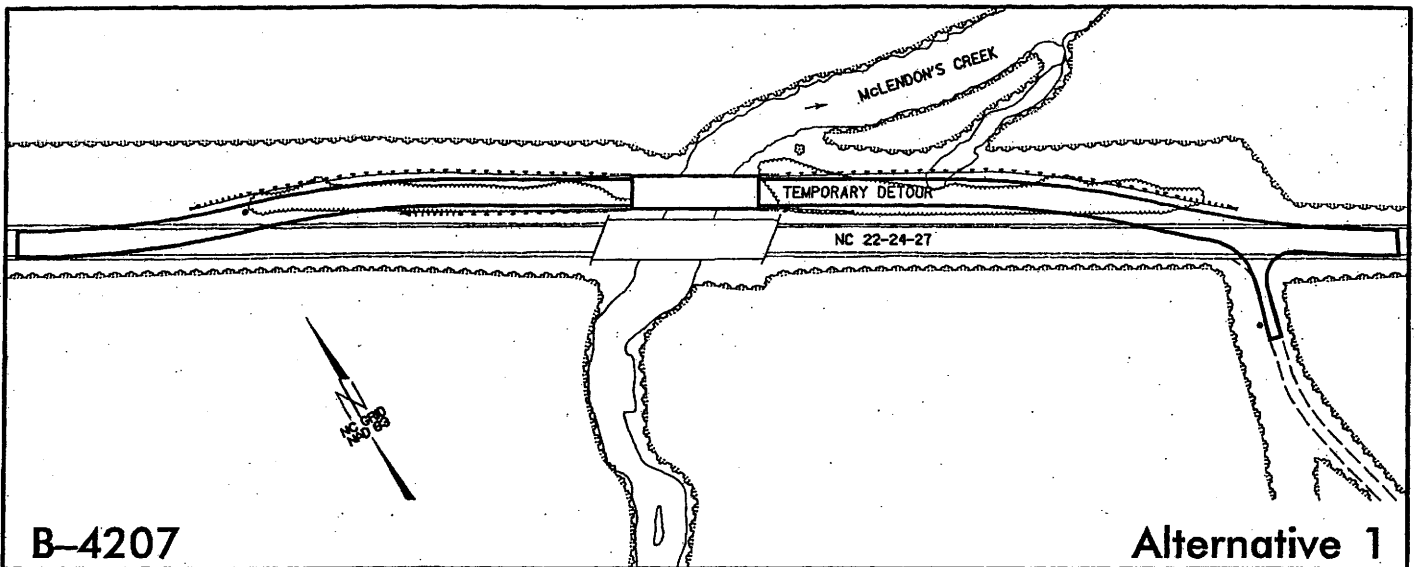 McLENDON'S CREEK
TEMPORARY DETOUR
NC 22-24-27
NC GRID
NAD 83
B-4207
Alternative 1